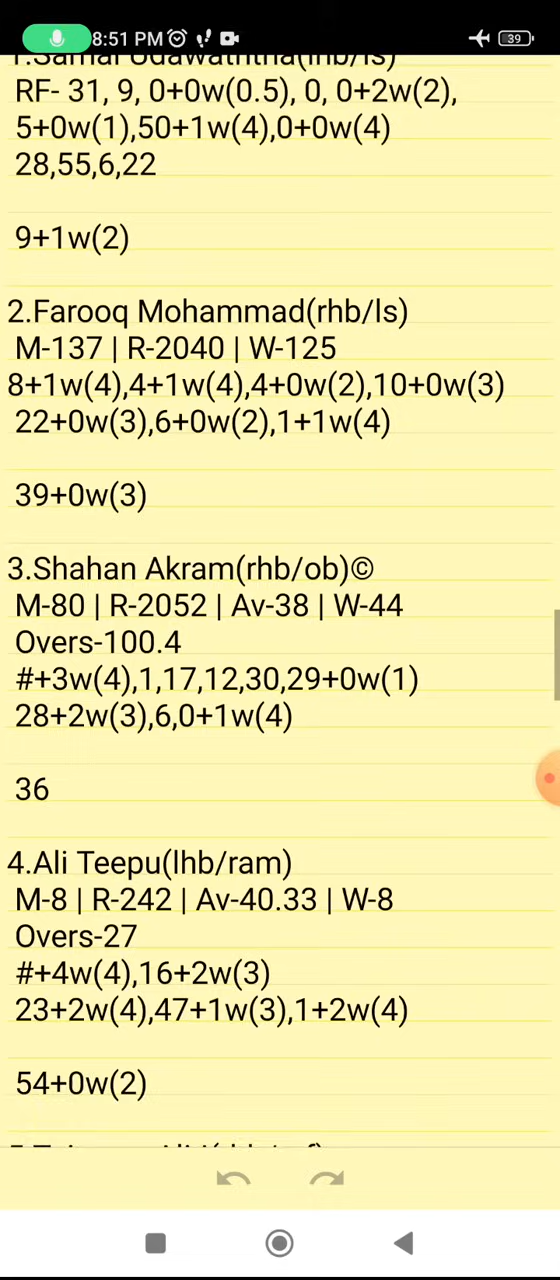 8:51 PM
39
1.Samal Udawaththa(lhb/ls)
RF- 31, 9, 0+0w(0.5), 0, 0+2w(2),
5+0w(1),50+1w(4),0+0w(4)
28,55,6,22
9+1w(2)
2.Farooq Mohammad(rhb/ls)
M-137 | R-2040 | W-125
8+1w(4),4+1w(4),4+0w(2),10+0w(3)
22+0w(3),6+0w(2),1+1w(4)
39+0w(3)
3.Shahan Akram(rhb/ob)©
M-80 | R-2052 | Av-38 | W-44
Overs-100.4
#+3w(4),1,17,12,30,29+0w(1)
28+2w(3),6,0+1w(4)
36
4.Ali Teepu(lhb/ram)
M-8 | R-242 | Av-40.33 | W-8
Overs-27
#+4w(4),16+2w(3)
23+2w(4),47+1w(3),1+2w(4)
54+0w(2)